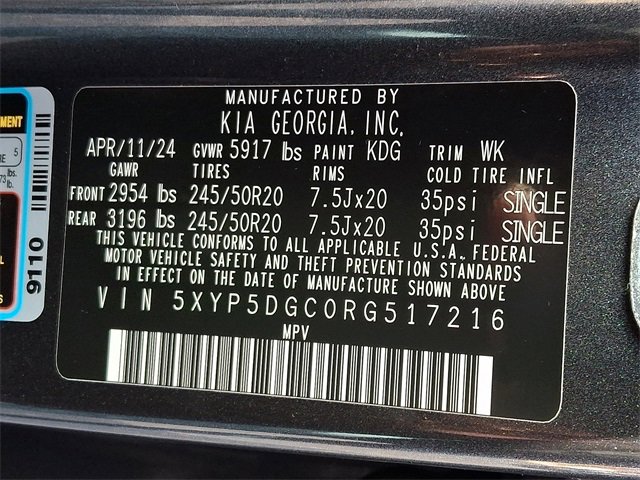 MANUFACTURED BY
KIA GEORGIA, INC.
APR/11/24 GVWR 5917 lbs PAINT KDG TRIM WK
GAWR TIRES RIMS COLD TIRE INFL
FRONT 2954 lbs 245/50R20 7.5Jx20 35psi SINGLE
REAR 3196 lbs 245/50R20 7.5Jx20 35psi SINGLE
THIS VEHICLE CONFORMS TO ALL APPLICABLE U.S.A. FEDERAL
MOTOR VEHICLE SAFETY AND THEFT PREVENTION STANDARDS
IN EFFECT ON THE DATE OF MANUFACTURE SHOWN ABOVE
VIN 5XYP5DGC0RG517216
MPV
9110
5